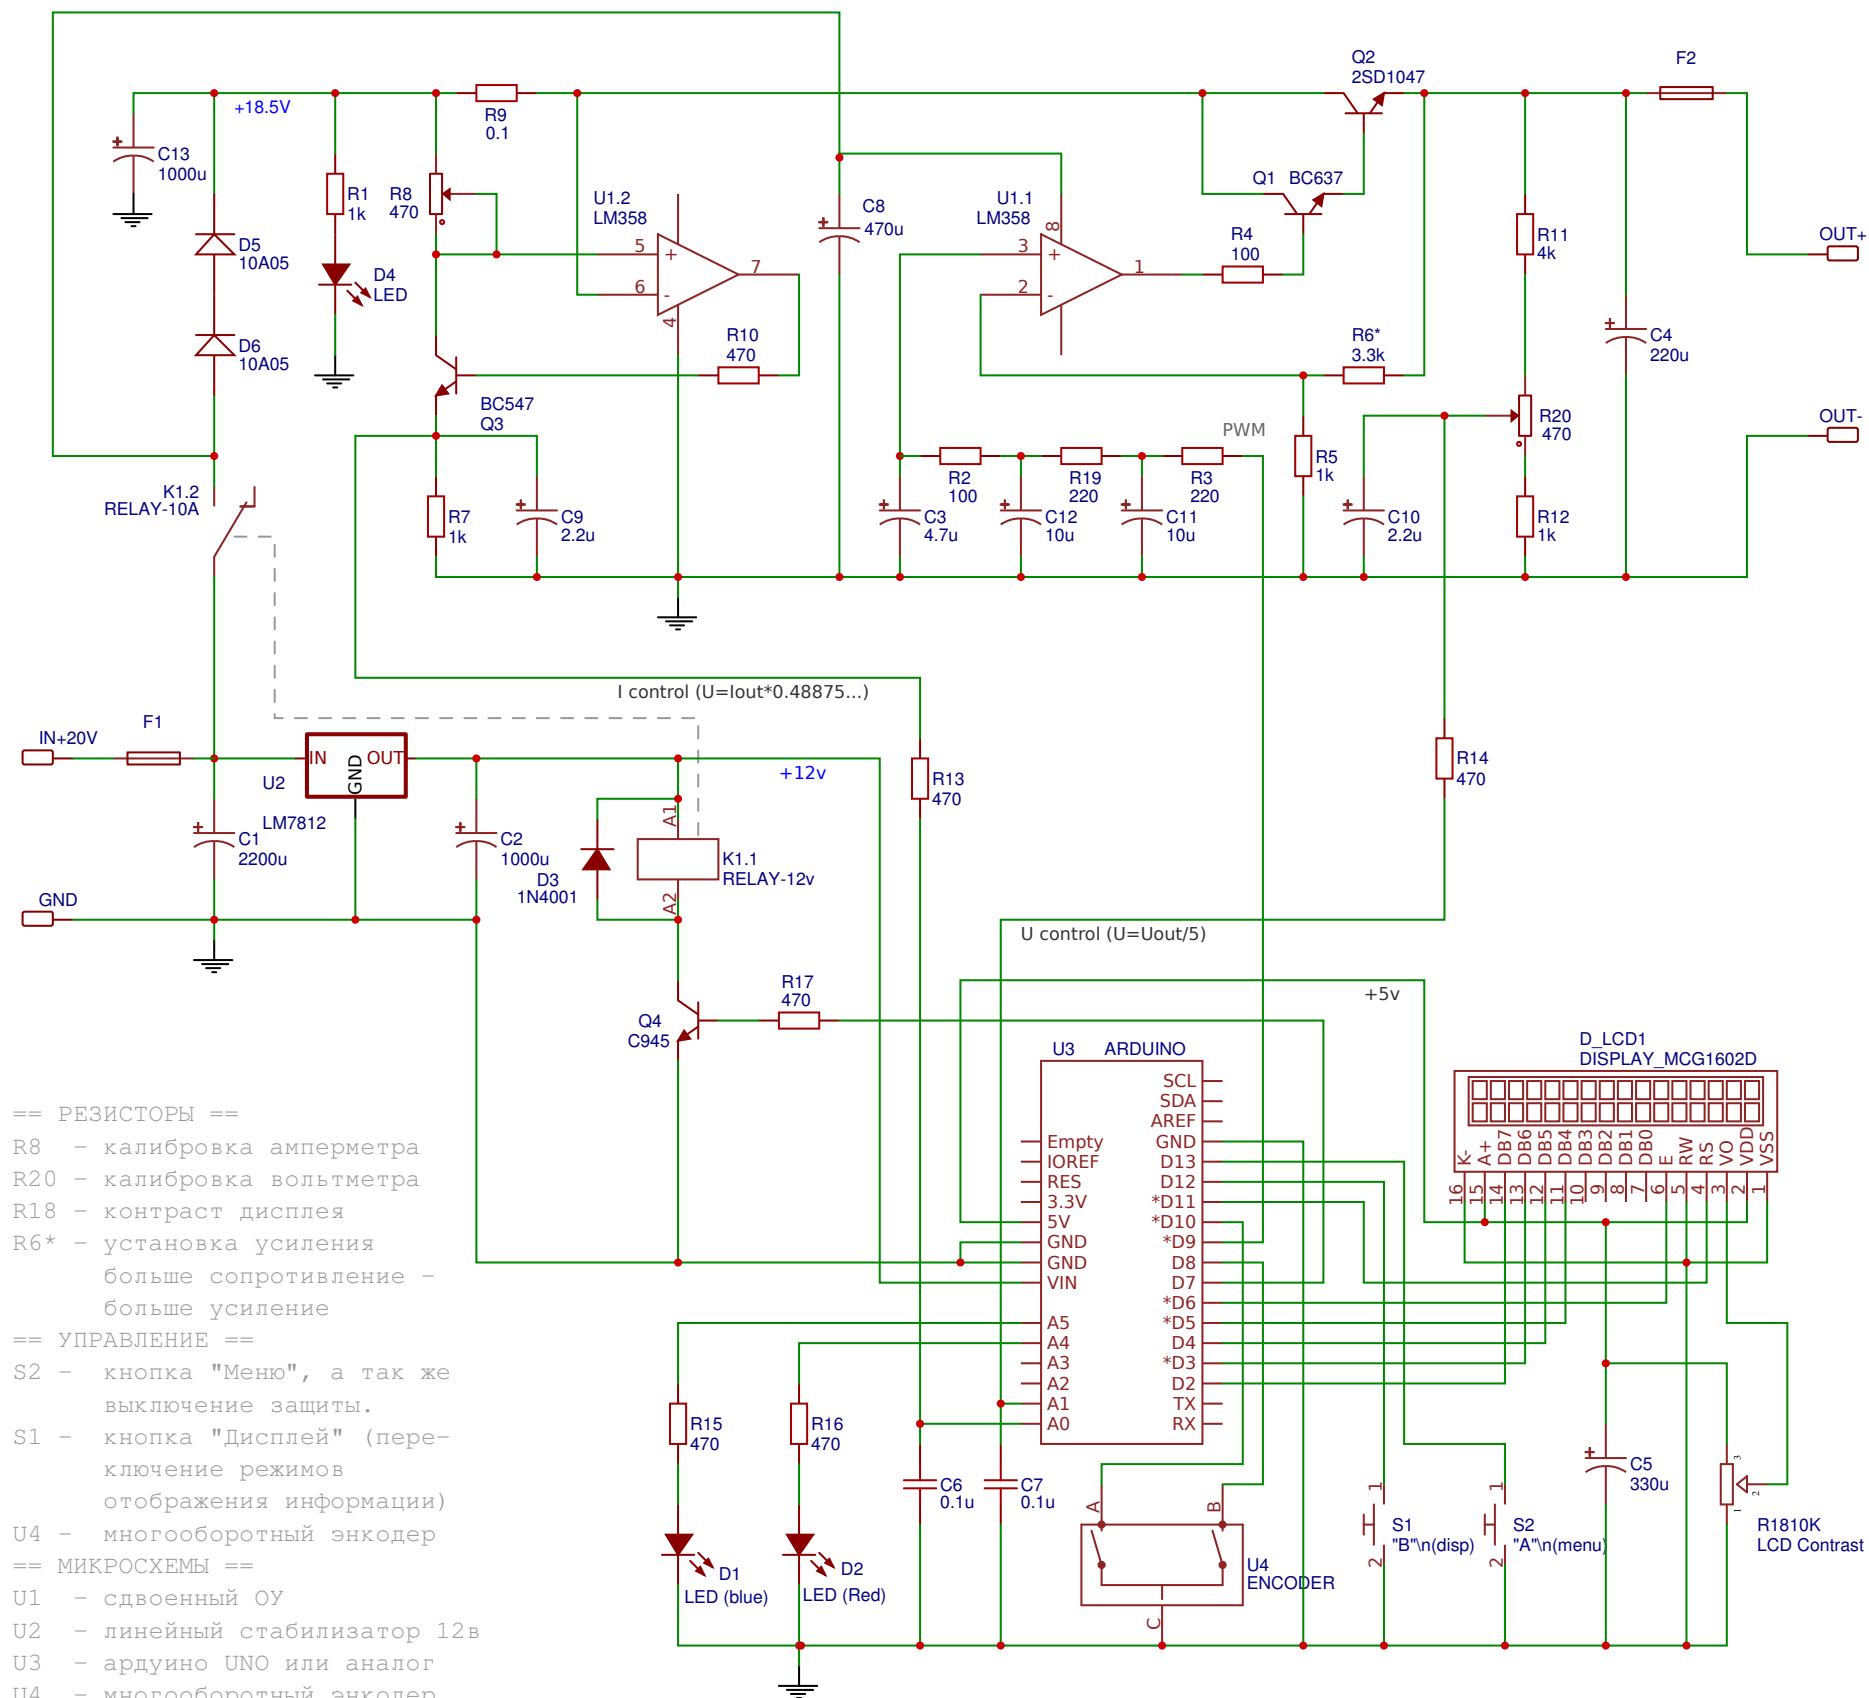 Q2
2SD1047
F2
+18.5V
R9
0.1
C13
1000u
R1
1k
R8
470
U1.2
LM358
5
+
6
-
7
4
C8
470u
U1.1
LM358
8
3
+
2
-
1
Q1 BC637
R4
100
R11
4k
OUT+
D5
10A05
D4
LED
D6
10A05
R10
470
R6*
3.3k
C4
220u
BC547
Q3
PWM
R20
470
OUT-
K1.2
RELAY-10A
R7
1k
C9
2.2u
R2
100
R19
220
R3
220
R5
1k
C3
4.7u
C12
10u
C11
10u
C10
2.2u
R12
1k
I control (U=Iout*0.48875...)
IN+20V
F1
IN
OUT
GND
U2
LM7812
+12v
R13
470
R14
470
C1
2200u
C2
1000u
D3
1N4001
A1
K1.1
RELAY-12v
A2
GND
U control (U=Uout/5)
+5v
R17
470
Q4
C945
U3 ARDUINO
SCL
SDA
AREF
Empty
GND
IOREF
D13
RES
D12
3.3V
*D11
5V
*D10
GND
*D9
GND
D8
VIN
D7
*D6
A5
*D5
A4
D4
A3
*D3
A2
D2
A1
TX
A0
RX
D_LCD1
DISPLAY_MCG1602D
K- A+ DB7 DB6 DB5 DB4 DB3 DB2 DB1 DB0 E RW RS VO VDD VSS
16 15 14 13 12 11 10 9 8 7 6 5 4 3 2 1
== РЕЗИСТОРЫ ==
R8 - калибровка амперметра
R20 - калибровка вольтметра
R18 - контраст дисплея
R6* - установка усиления
больше сопротивление -
больше усиление
== УПРАВЛЕНИЕ ==
S2 - кнопка "Меню", а так же
выключение защиты.
S1 - кнопка "Дисплей" (пере-
ключение режимов
отображения информации)
U4 - многооборотный энкодер
== МИКРОСХЕМЫ ==
U1 - сдвоенный ОУ
U2 - линейный стабилизатор 12в
U3 - ардуино UNO или аналог
U4 - многооборотный энкодер
R15
470
R16
470
C6
0.1u
C7
0.1u
D1
LED (blue)
D2
LED (Red)
A
B
C
U4
ENCODER
1
S1
"B"\n(disp)
2
1
S2
"A"\n(menu)
2
C5
330u
3
2
1
R1810K
LCD Contrast